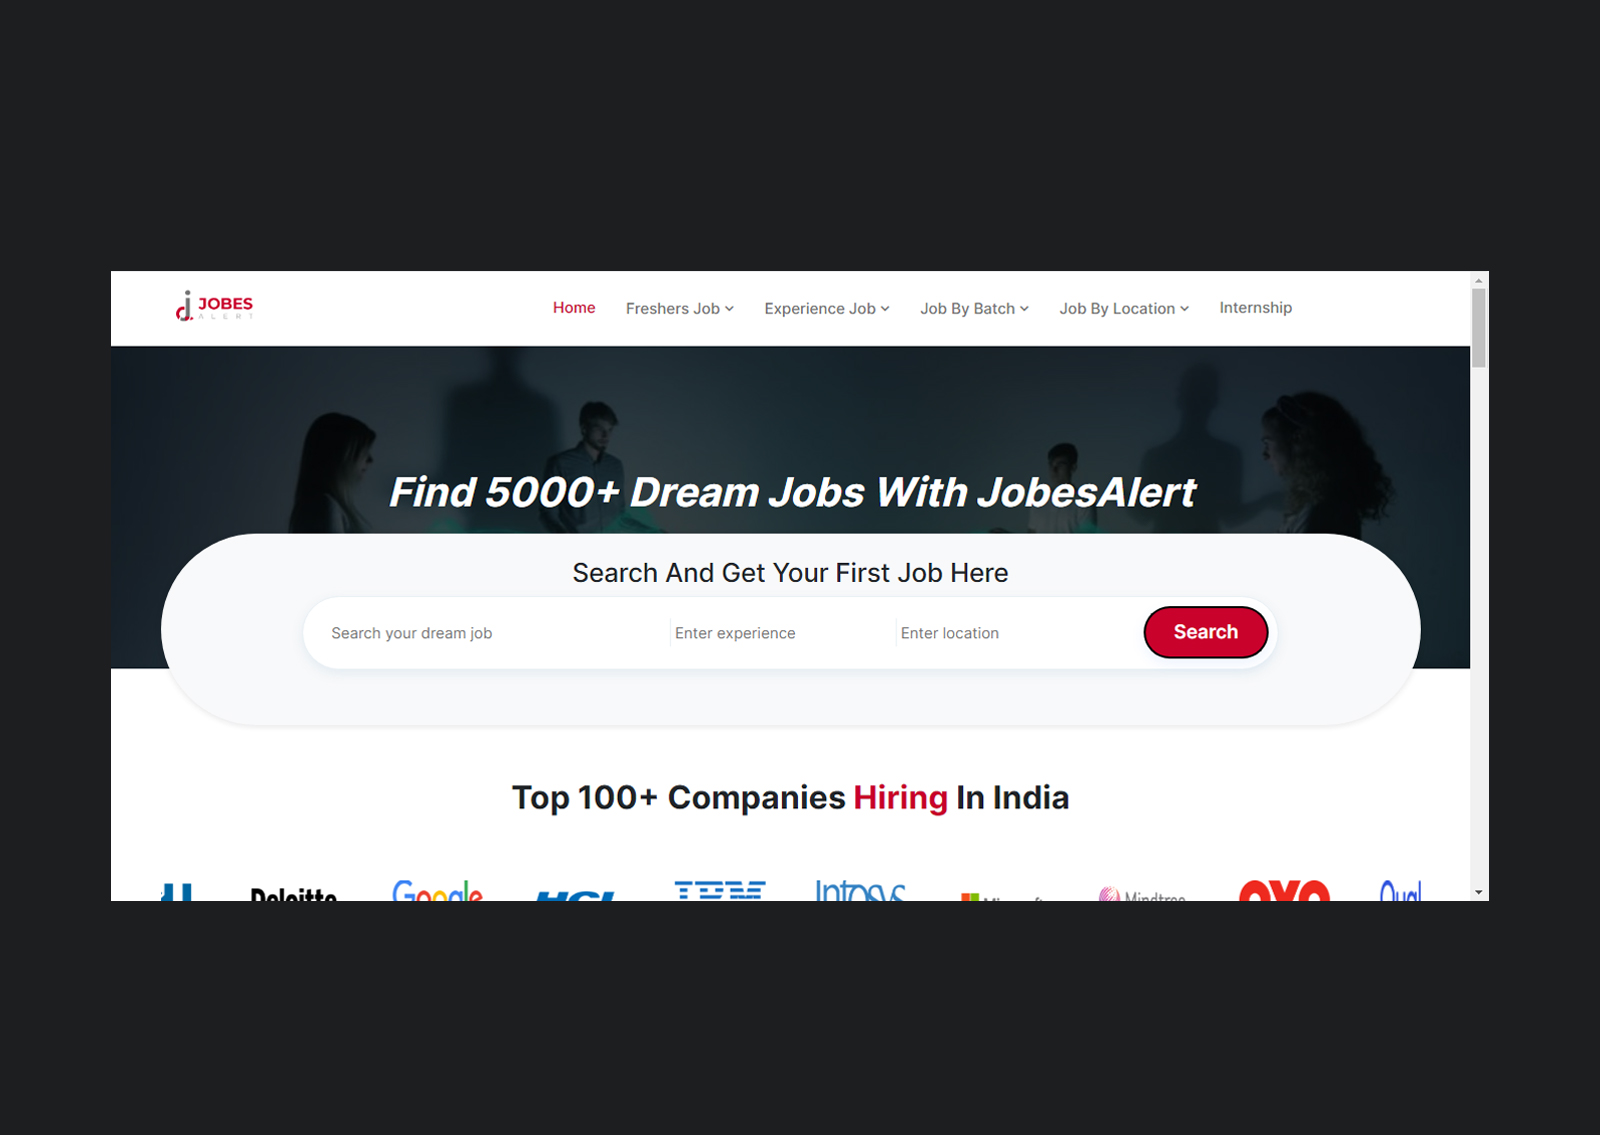 JOBES
ALERT
Home Freshers Job Experience Job Job By Batch Job By Location Internship
Find 5000+ Dream Jobs With JobesAlert
Search And Get Your First Job Here
Search your dream job Enter experience Enter location Search
Top 100+ Companies Hiring In India
Deloitte Google HCL IBM Infosys Microsoft Mindtree OYO